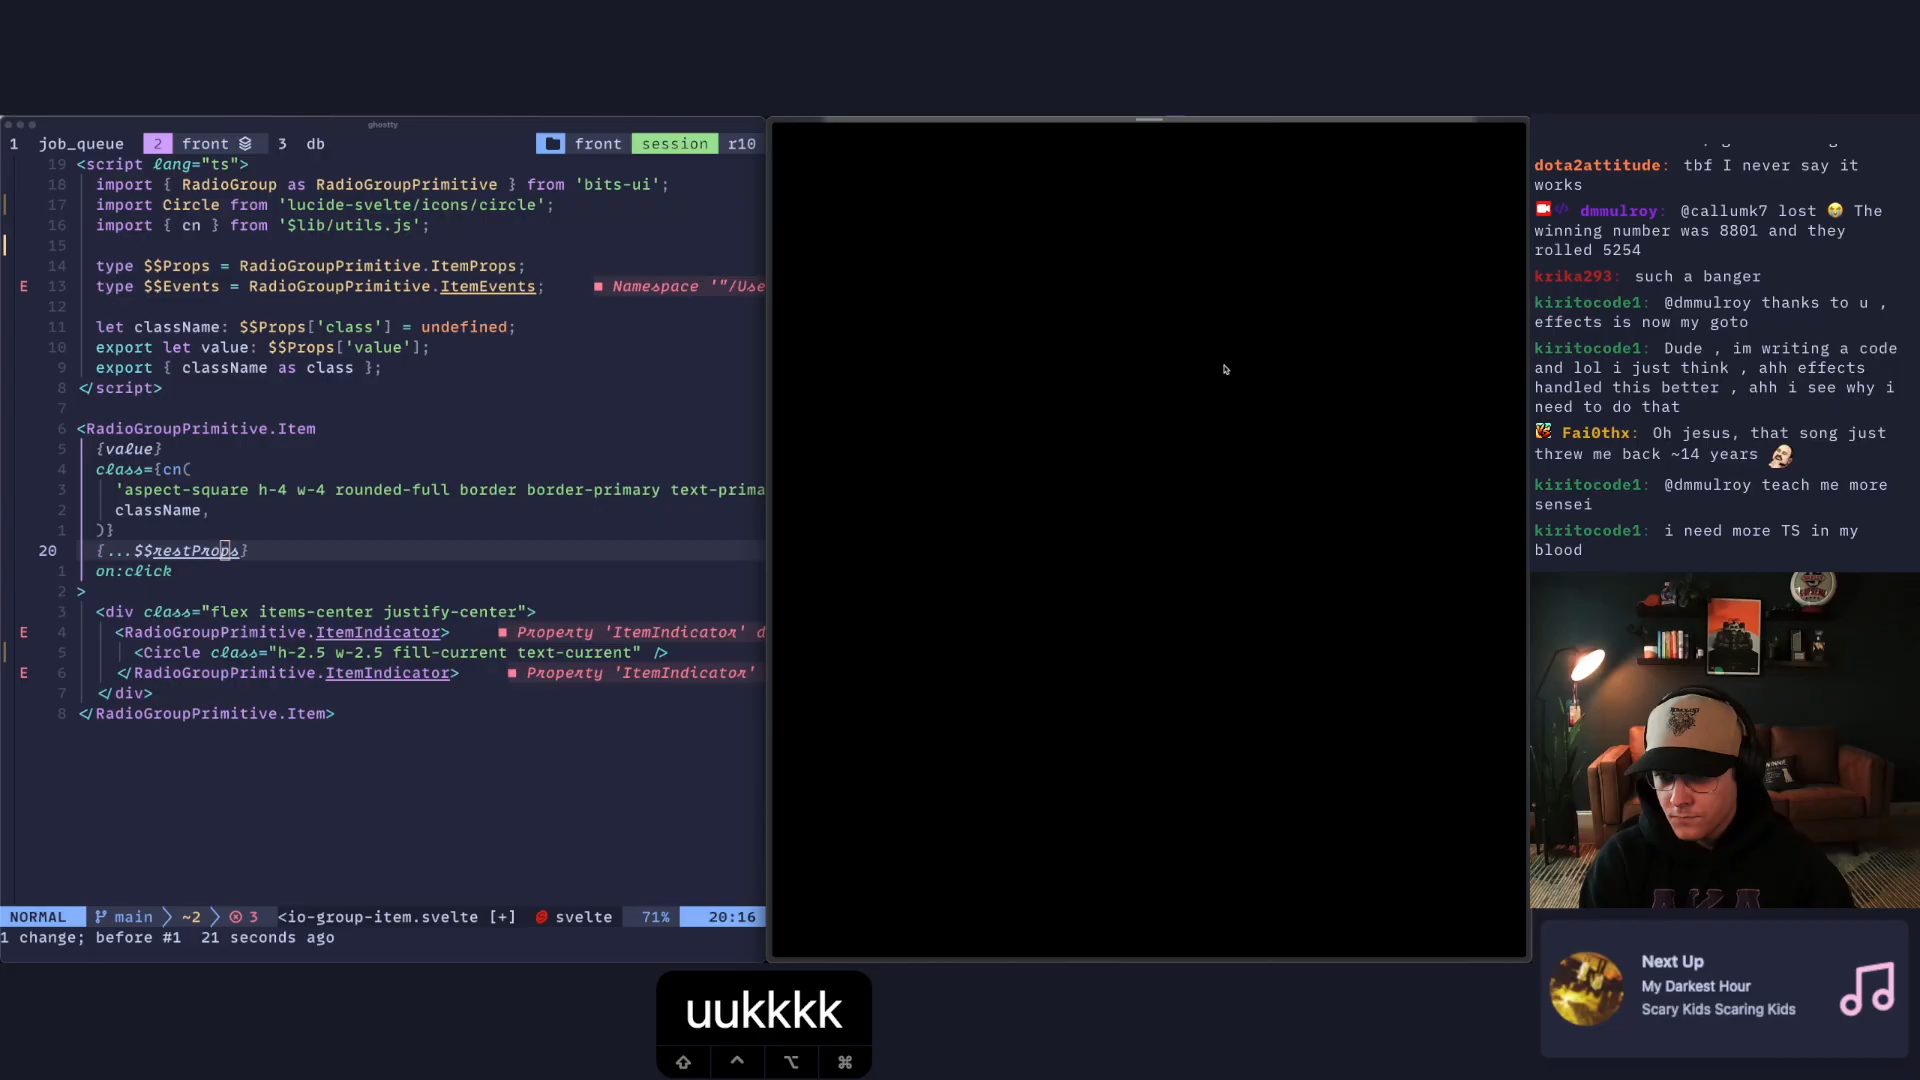 ghostty
1 job_queue 2 front 3 db front session r10
19 <script lang="ts">
18 import { RadioGroup as RadioGroupPrimitive } from 'bits-ui';
17 import Circle from 'lucide-svelte/icons/circle';
16 import { cn } from '$lib/utils.js';
15
14 type $$Props = RadioGroupPrimitive.ItemProps;
E 13 type $$Events = RadioGroupPrimitive.ItemEvents; ■ Namespace '"/Use
12
11 let className: $$Props['class'] = undefined;
10 export let value: $$Props['value'];
9 export { className as class };
8 </script>
7
6 <RadioGroupPrimitive.Item
5 {value}
4 class={cn(
3 'aspect-square h-4 w-4 rounded-full border border-primary text-prima
2 className,
1 )}
20 {...$$restProps}
1 on:click
2 >
3 <div class="flex items-center justify-center">
E 4 <RadioGroupPrimitive.ItemIndicator> ■ Property 'ItemIndicator' d
5 <Circle class="h-2.5 w-2.5 fill-current text-current" />
E 6 </RadioGroupPrimitive.ItemIndicator> ■ Property 'ItemIndicator'
7 </div>
8 </RadioGroupPrimitive.Item>
NORMAL main ~2 3 <io-group-item.svelte [+] svelte 71% 20:16
1 change; before #1 21 seconds ago
uukkkk
dota2attitude: tbf I never say it
works
dmmulroy: @callumk7 lost 😭 The
winning number was 8801 and they
rolled 5254
krika293: such a banger
kiritocode1: @dmmulroy thanks to u ,
effects is now my goto
kiritocode1: Dude , im writing a code
and lol i just think , ahh effects
handled this better , ahh i see why i
need to do that
Fai0thx: Oh jesus, that song just
threw me back ~14 years
kiritocode1: @dmmulroy teach me more
sensei
kiritocode1: i need more TS in my
blood
Next Up
My Darkest Hour
Scary Kids Scaring Kids